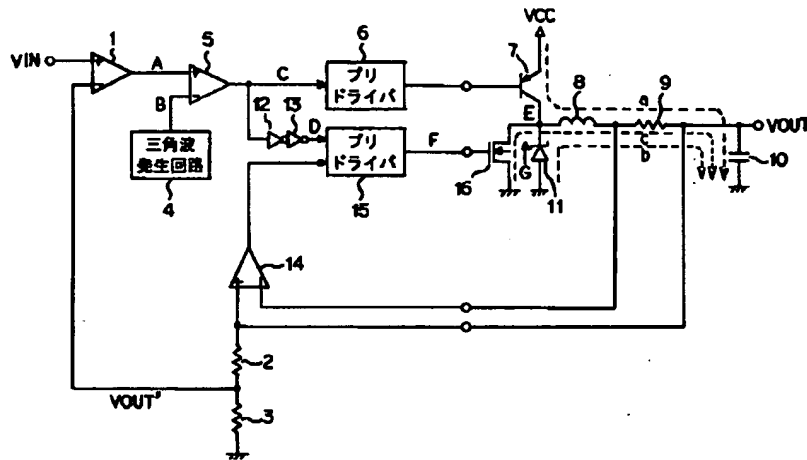 VCC
1
5
6
7
8
9
VIN
A
B
C
プリ
ドライバ
E
a
VOUT
12
13
D
F
G
b
10
三角波
発生回路
4
プリ
ドライバ
15
16
11
14
2
VOUT'
3